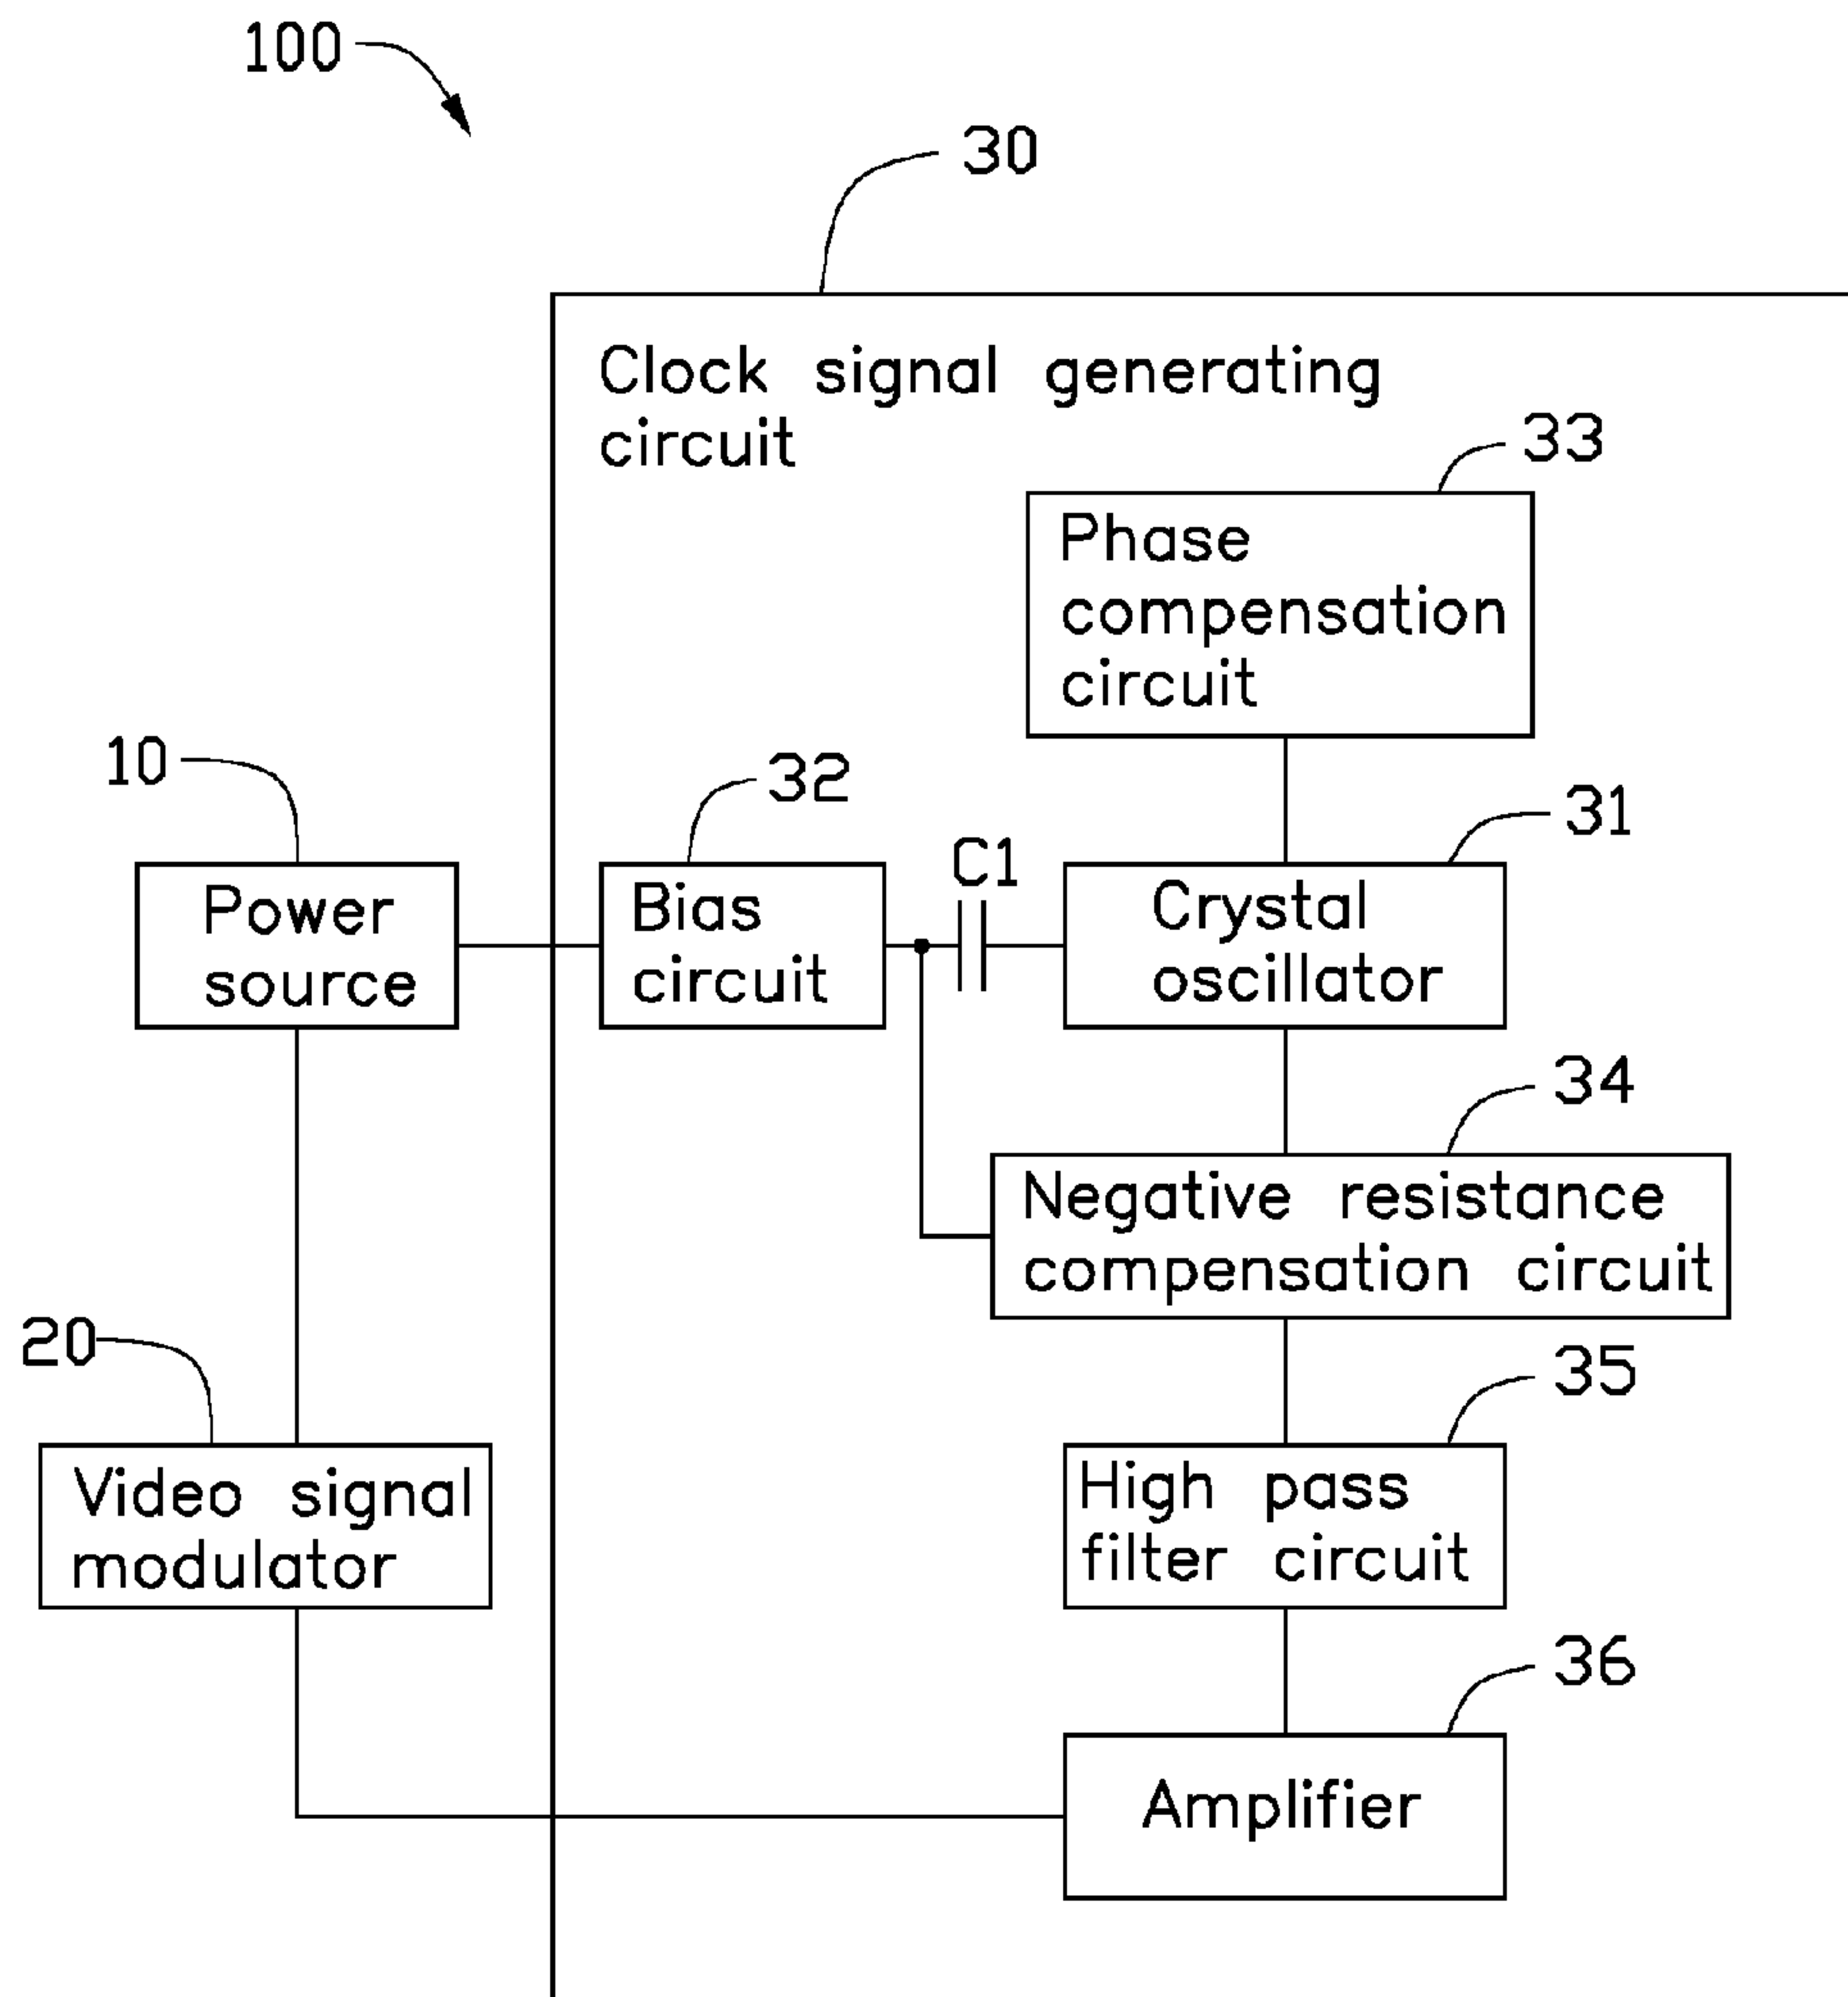 100
30
Clock signal generating
circuit
33
Phase
compensation
circuit
10
32
C1
31
Power
source
Bias
circuit
Crystal
oscillator
34
Negative resistance
compensation circuit
20
35
Video signal
modulator
High pass
filter circuit
36
Amplifier